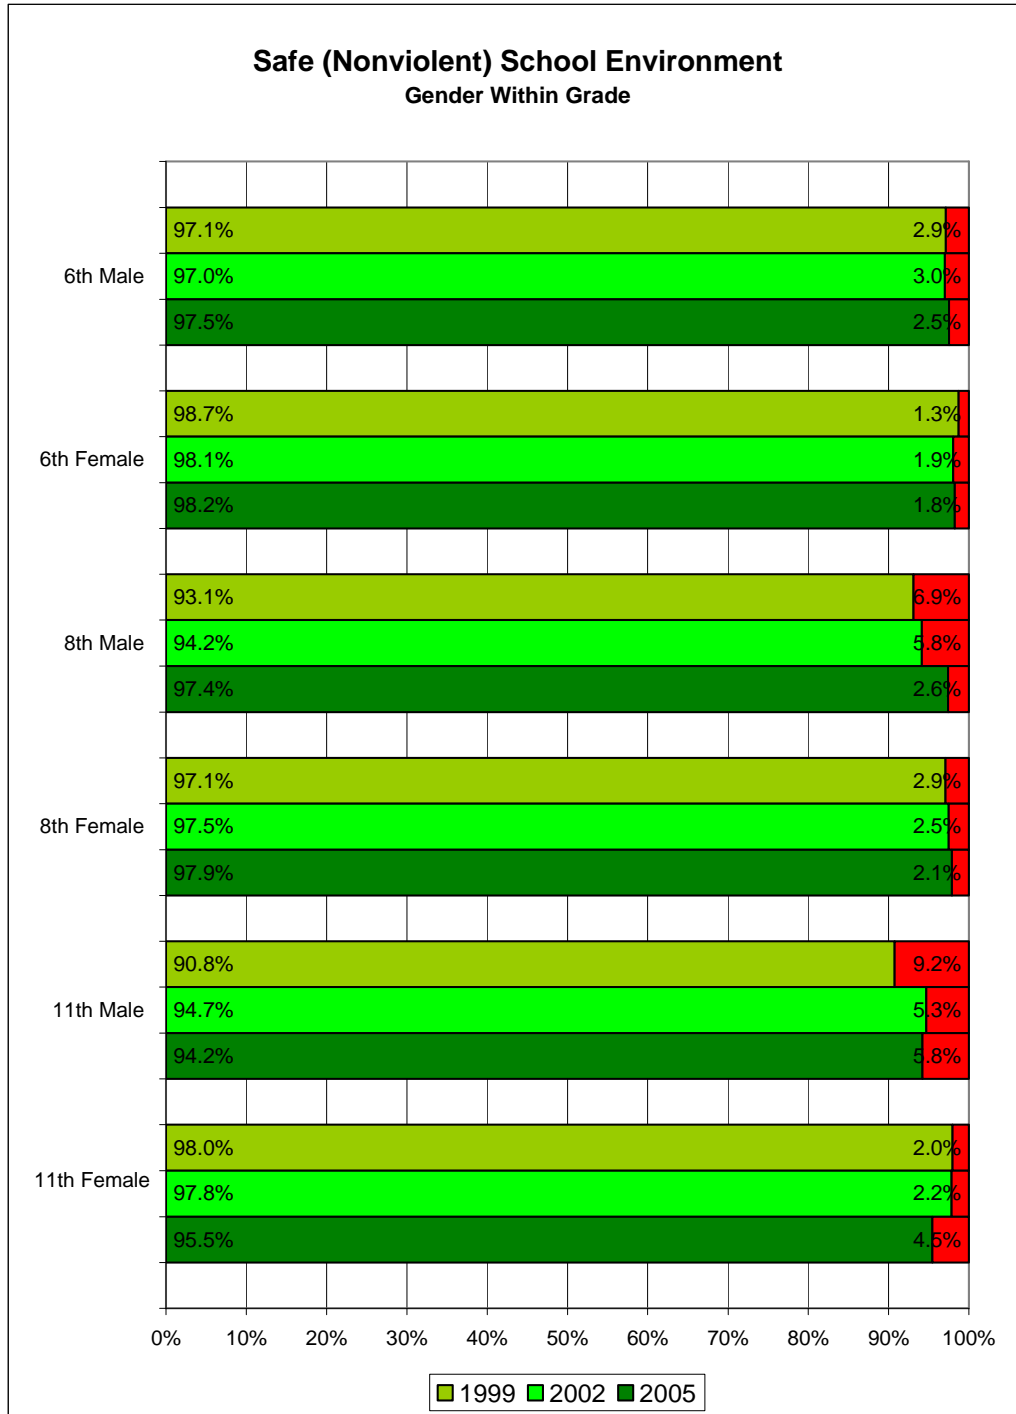 Safe (Nonviolent) School Environment
Gender Within Grade
97.1% 2.9%
6th Male 97.0% 3.0%
97.5% 2.5%
98.7% 1.3%
6th Female 98.1% 1.9%
98.2% 1.8%
93.1% 6.9%
8th Male 94.2% 5.8%
97.4% 2.6%
97.1% 2.9%
8th Female 97.5% 2.5%
97.9% 2.1%
90.8% 9.2%
11th Male 94.7% 5.3%
94.2% 5.8%
98.0% 2.0%
11th Female 97.8% 2.2%
95.5% 4.5%
0% 10% 20% 30% 40% 50% 60% 70% 80% 90% 100%
1999 2002 2005